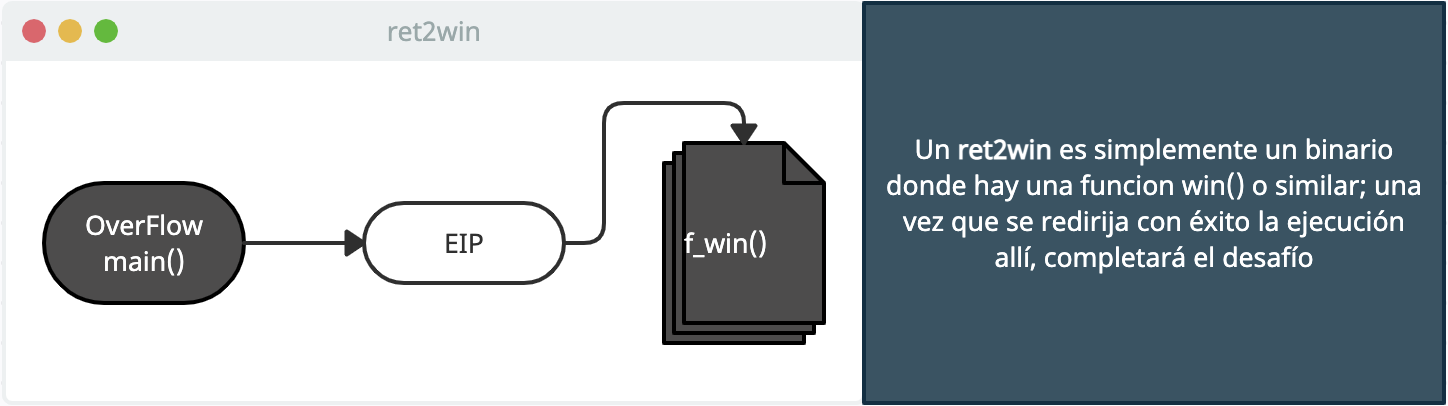 ret2win
OverFlow
main()
EIP
f_win()
Un ret2win es simplemente un binario
donde hay una funcion win() o similar; una
vez que se redirija con éxito la ejecución
allí, completará el desafío